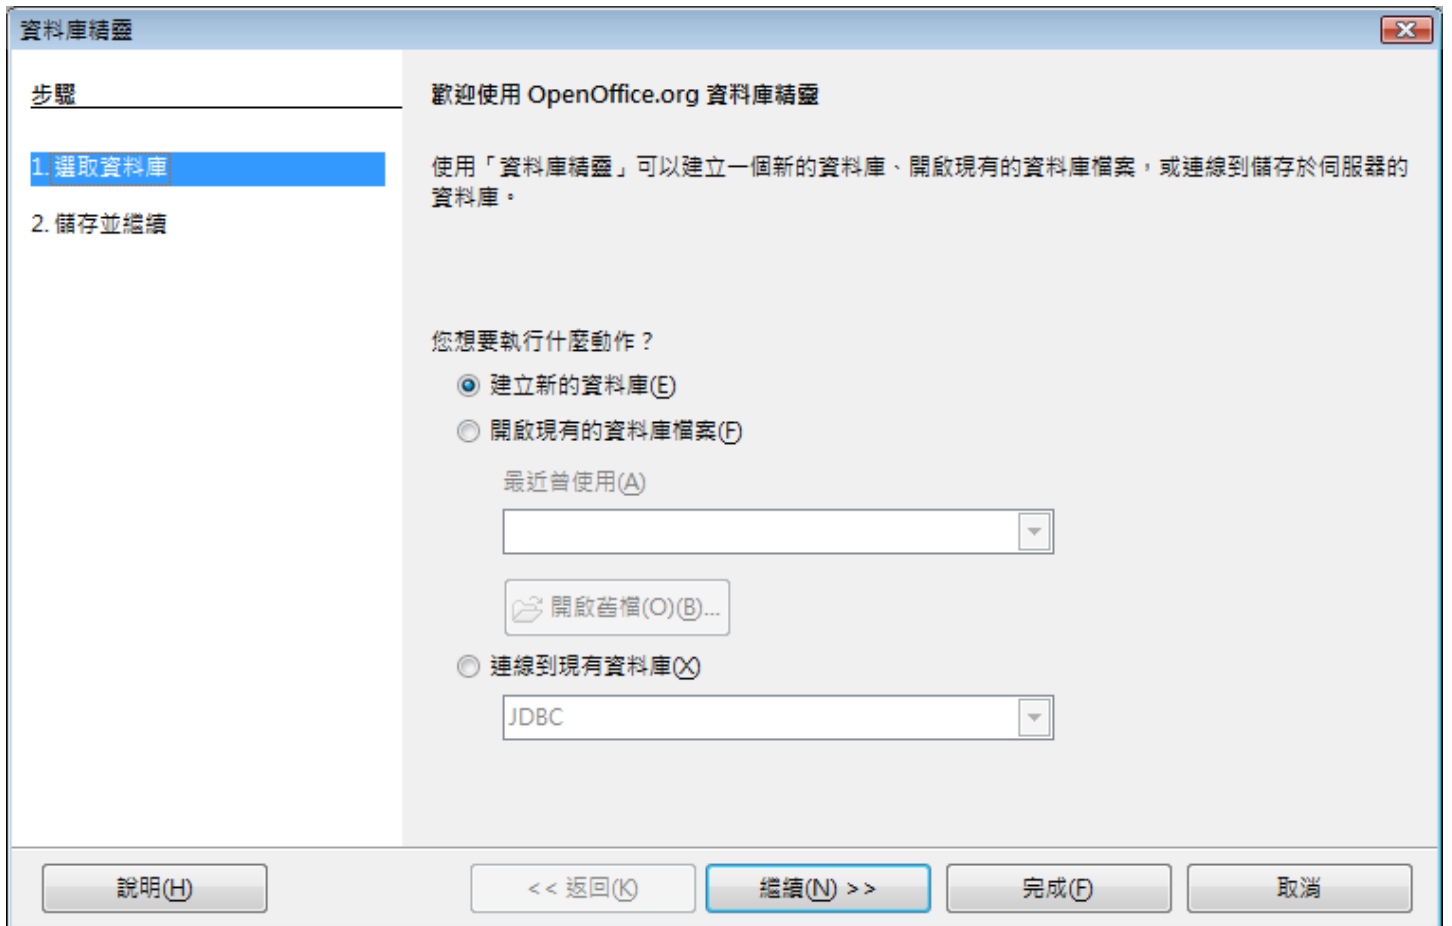 資料庫精靈
步驟
1. 選取資料庫
2. 儲存並繼續
歡迎使用 OpenOffice.org 資料庫精靈
使用「資料庫精靈」可以建立一個新的資料庫、開啟現有的資料庫檔案，或連線到儲存於伺服器的
資料庫。
您想要執行什麼動作？
建立新的資料庫(E)
開啟現有的資料庫檔案(F)
最近曾使用(A)
開啟舊檔(O)(B)...
連線到現有資料庫(X)
JDBC
說明(H)
<< 返回(K)
繼續(N) >>
完成(F)
取消